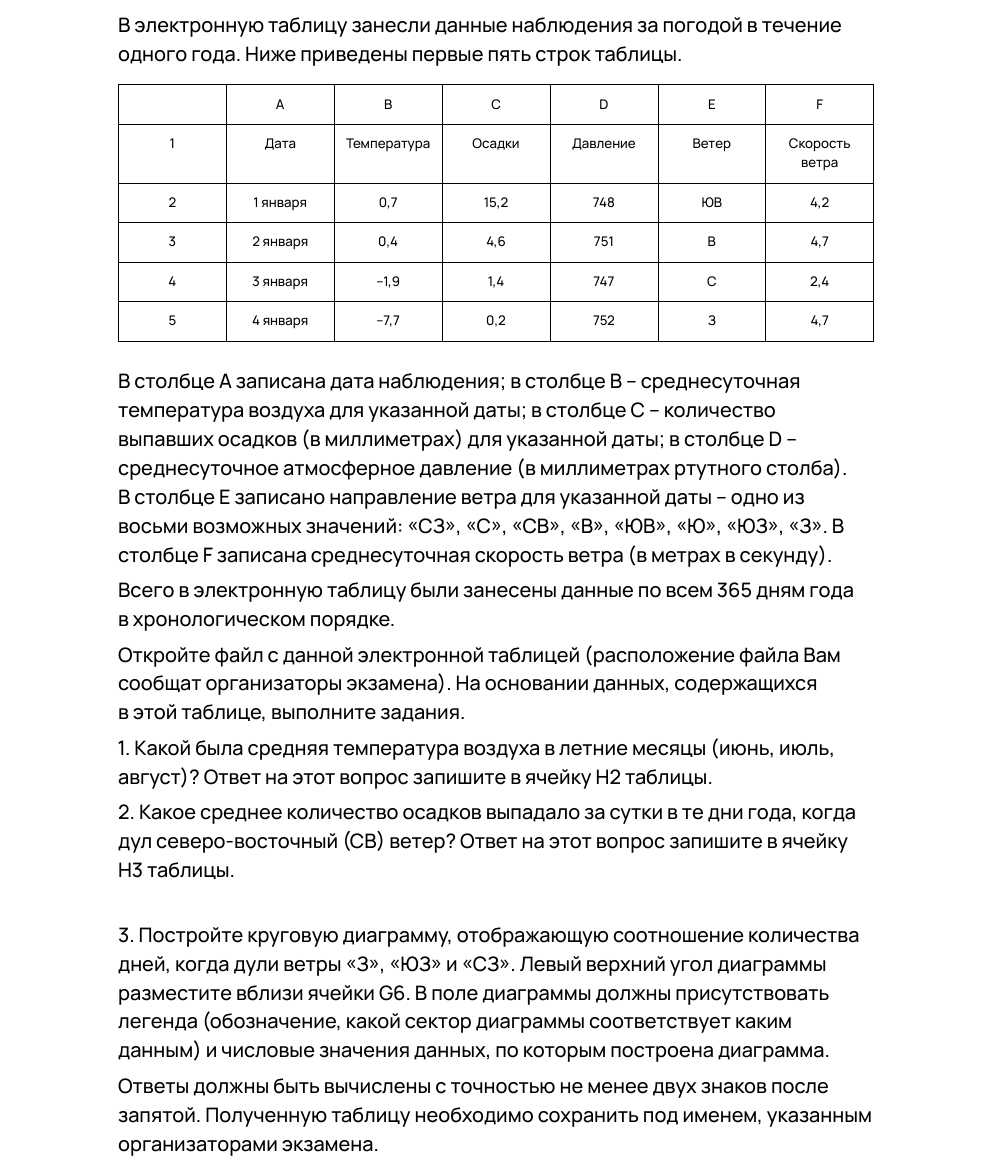 В электронную таблицу занесли данные наблюдения за погодой в течение
одного года. Ниже приведены первые пять строк таблицы.
A B C D E F
1 Дата Температура Осадки Давление Ветер Скорость
ветра
2 1 января 0,7 15,2 748 ЮВ 4,2
3 2 января 0,4 4,6 751 В 4,7
4 3 января −1,9 1,4 747 С 2,4
5 4 января −7,7 0,2 752 З 4,7
В столбце A записана дата наблюдения; в столбце B – среднесуточная
температура воздуха для указанной даты; в столбце C – количество
выпавших осадков (в миллиметрах) для указанной даты; в столбце D –
среднесуточное атмосферное давление (в миллиметрах ртутного столба).
В столбце E записано направление ветра для указанной даты – одно из
восьми возможных значений: «СЗ», «С», «СВ», «В», «ЮВ», «Ю», «ЮЗ», «З». В
столбце F записана среднесуточная скорость ветра (в метрах в секунду).
Всего в электронную таблицу были занесены данные по всем 365 дням года
в хронологическом порядке.
Откройте файл с данной электронной таблицей (расположение файла Вам
сообщат организаторы экзамена). На основании данных, содержащихся
в этой таблице, выполните задания.
1. Какой была средняя температура воздуха в летние месяцы (июнь, июль,
август)? Ответ на этот вопрос запишите в ячейку H2 таблицы.
2. Какое среднее количество осадков выпадало за сутки в те дни года, когда
дул северо-восточный (СВ) ветер? Ответ на этот вопрос запишите в ячейку
H3 таблицы.
3. Постройте круговую диаграмму, отображающую соотношение количества
дней, когда дули ветры «З», «ЮЗ» и «СЗ». Левый верхний угол диаграммы
разместите вблизи ячейки G6. В поле диаграммы должны присутствовать
легенда (обозначение, какой сектор диаграммы соответствует каким
данным) и числовые значения данных, по которым построена диаграмма.
Ответы должны быть вычислены с точностью не менее двух знаков после
запятой. Полученную таблицу необходимо сохранить под именем, указанным
организаторами экзамена.